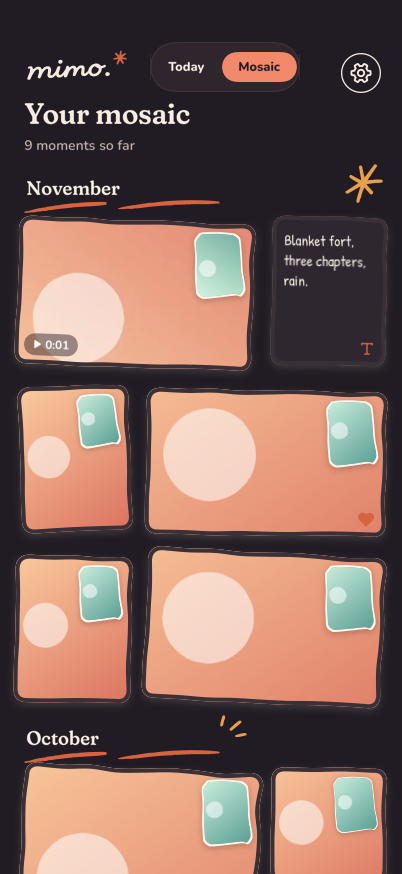 mimo.
Today
Mosaic
Your mosaic
9 moments so far
November
0:01
Blanket fort,
three chapters,
rain.
T
October